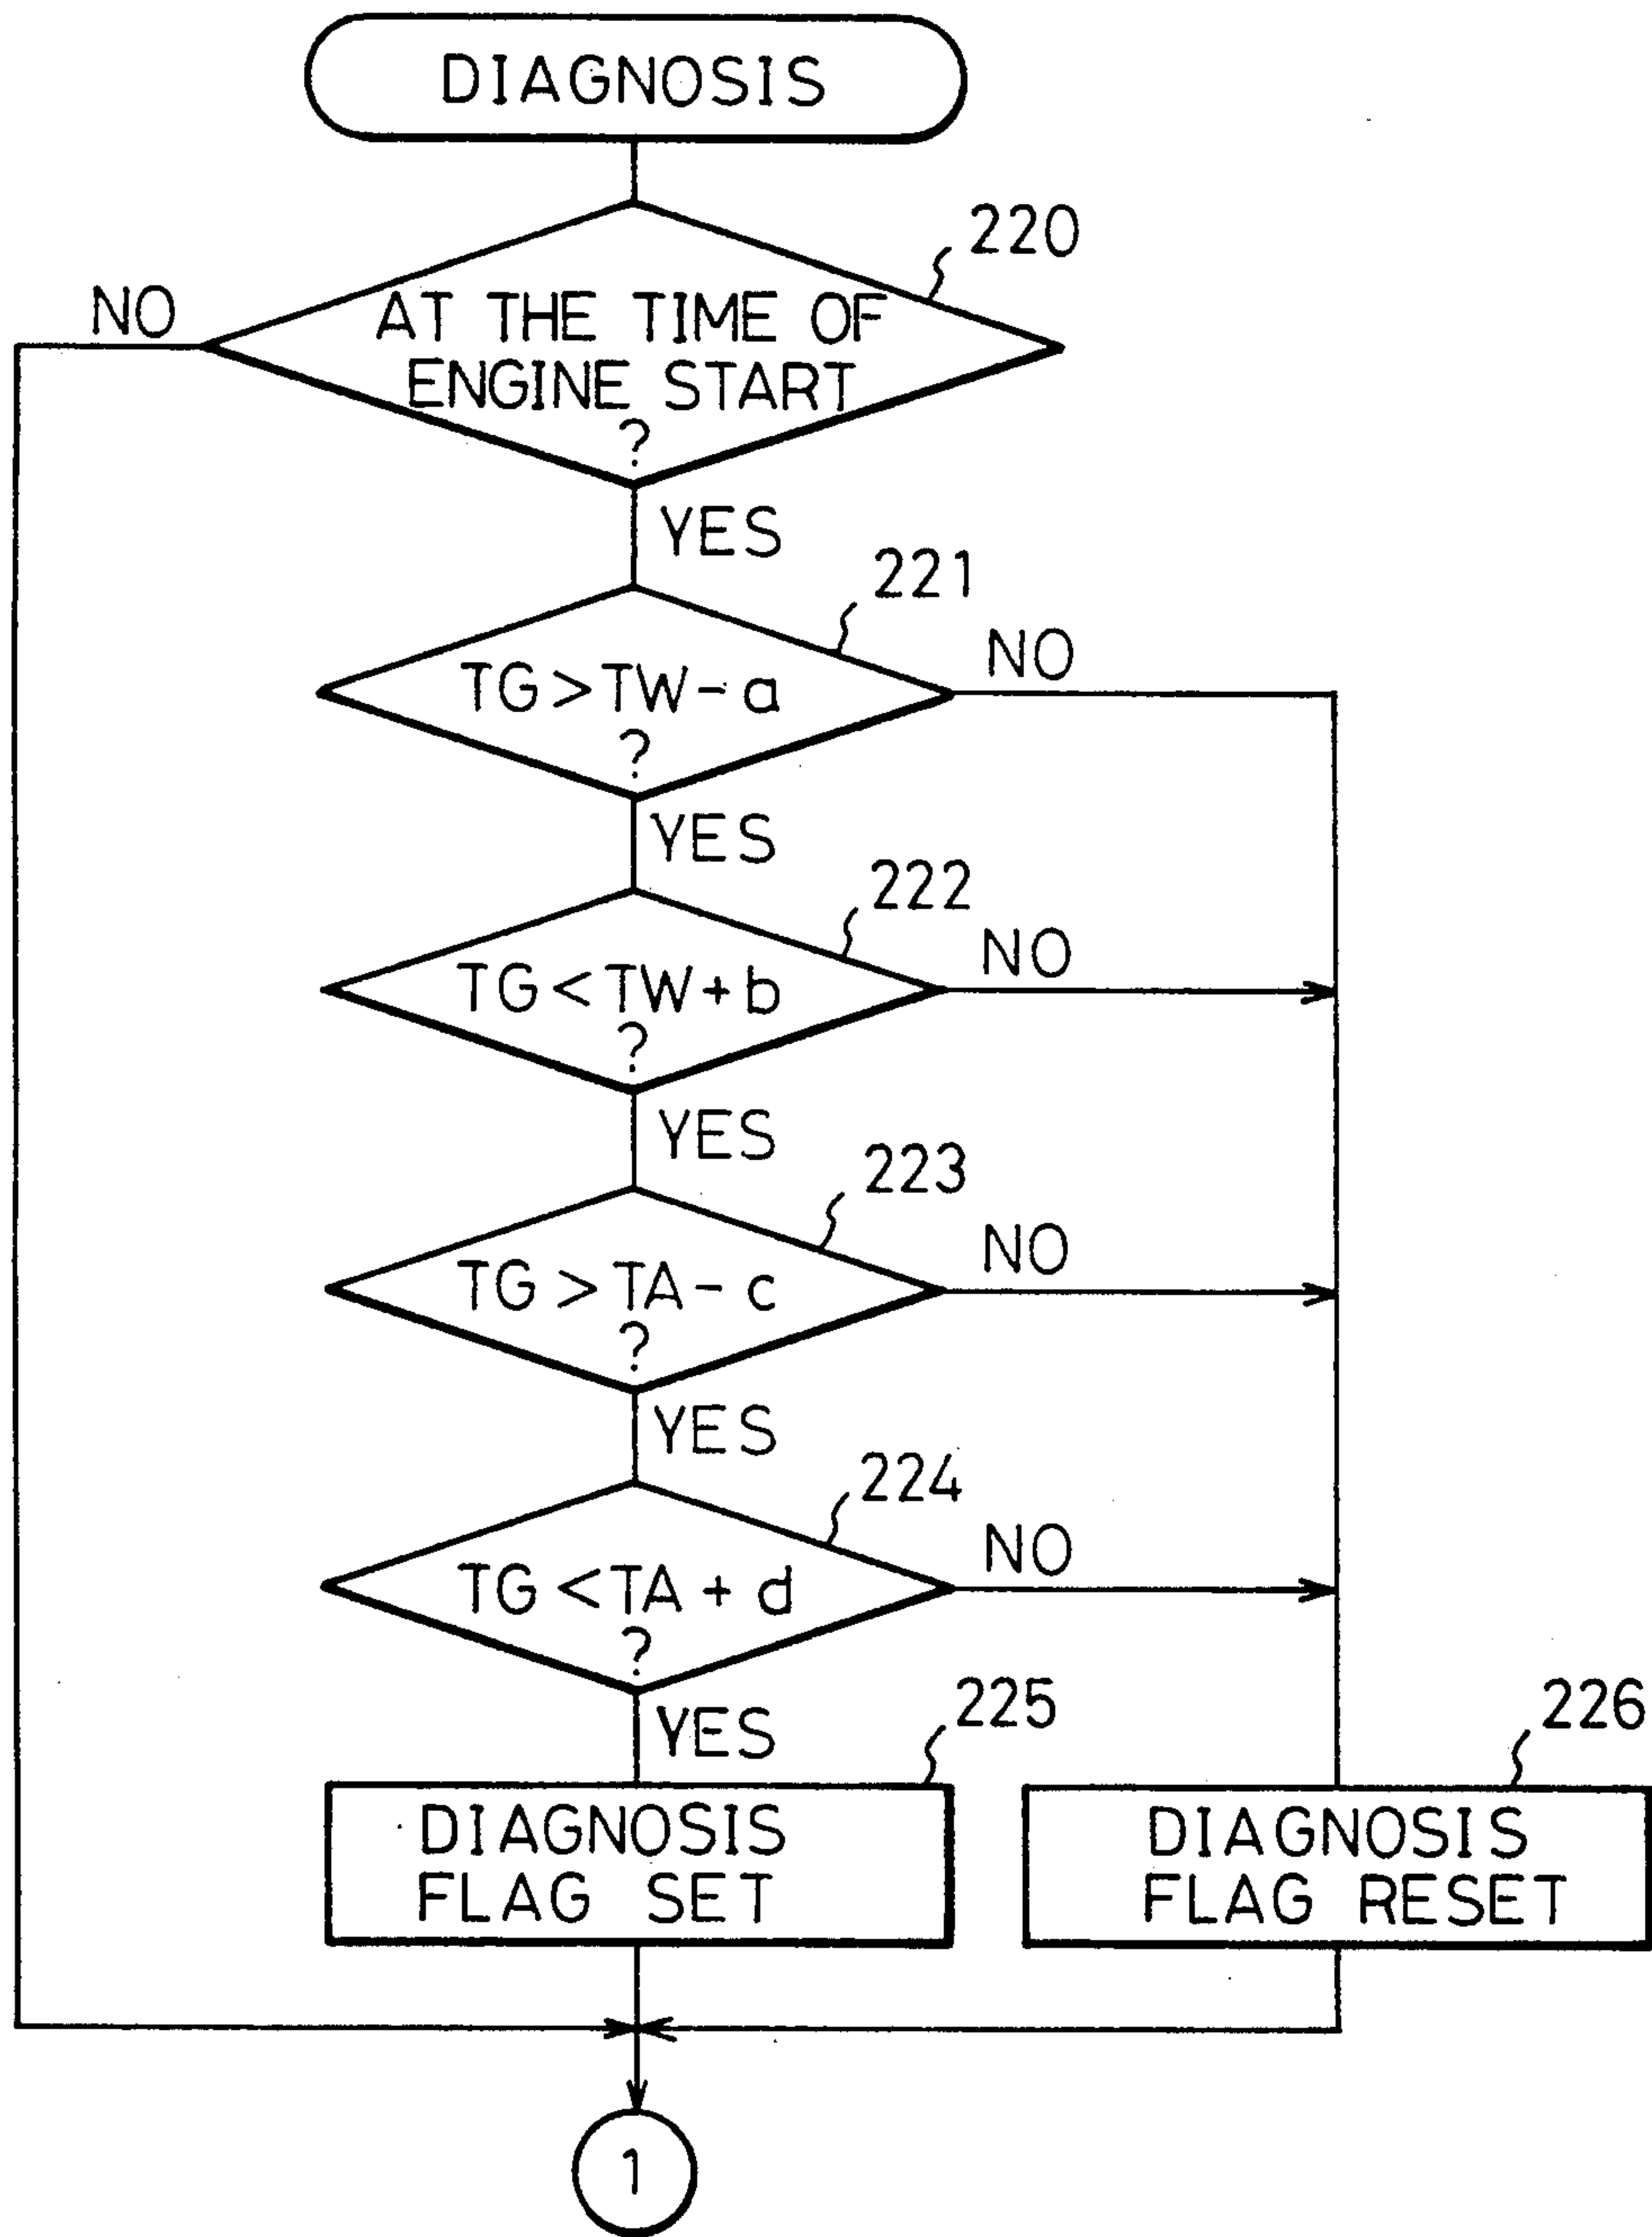 DIAGNOSIS
220
NO
AT THE TIME OF
ENGINE START
?
YES
221
NO
TG>TW-a
?
YES
222
NO
TG<TW+b
?
YES
223
NO
TG>TA-c
?
YES
224
NO
TG<TA+d
?
YES
225
226
DIAGNOSIS
FLAG SET
DIAGNOSIS
FLAG RESET
1